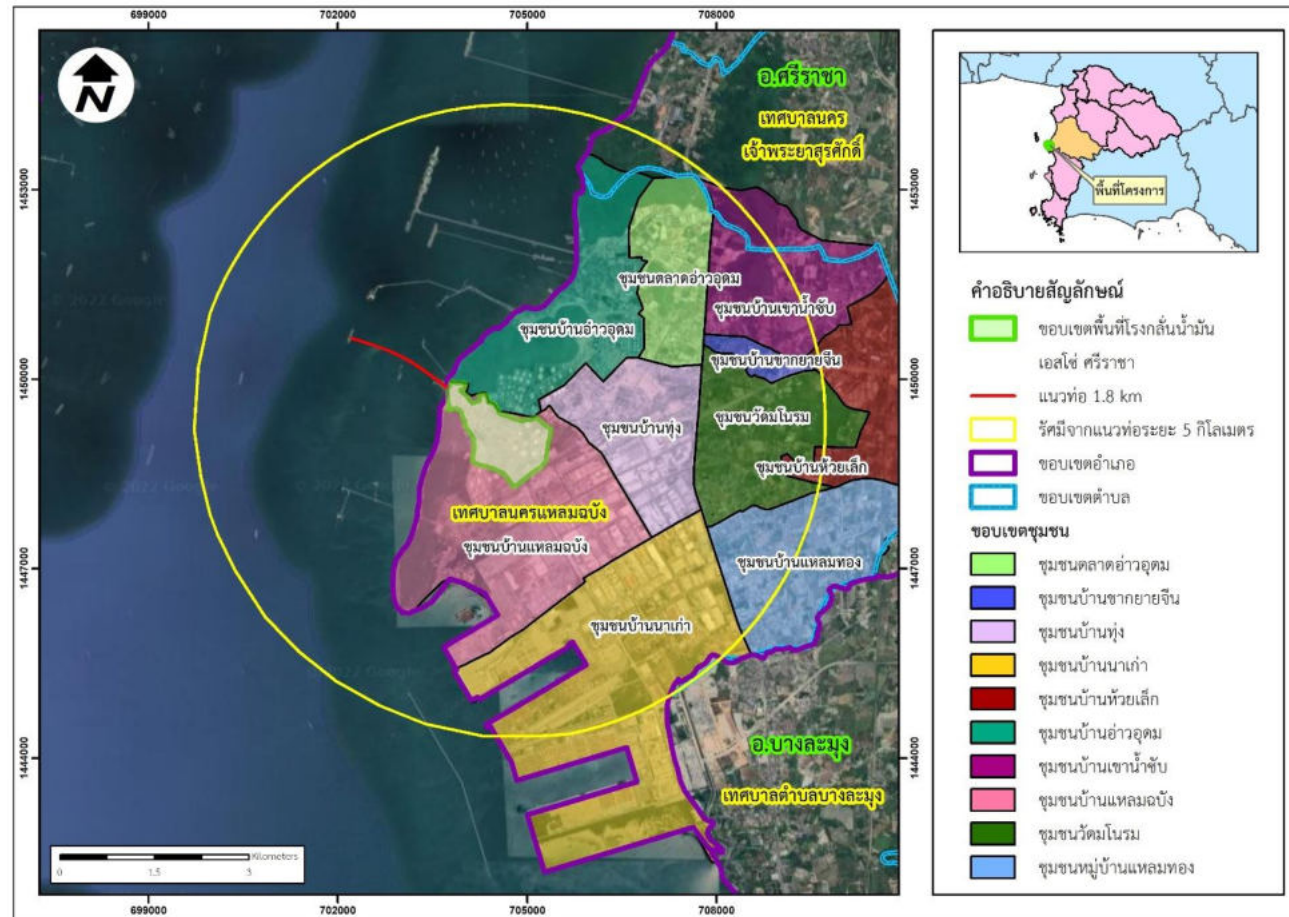 699000
702000
705000
708000
N
อ.ศรีราชา
เทศบาลนคร
เจ้าพระยาสุรศักดิ์
1453000
1453000
ชุมชนตลาดอ่าวอุดม
ชุมชนบ้านเขาน้ำซับ
ชุมชนบ้านอ่าวอุดม
ชุมชนบ้านชากยายจีน
1450000
1450000
ชุมชนวัดมโนรม
ชุมชนบ้านทุ่ง
ชุมชนบ้านห้วยเล็ก
เทศบาลนครแหลมฉบัง
ชุมชนบ้านแหลมฉบัง
ชุมชนบ้านแหลมทอง
1447000
1447000
ชุมชนบ้านนาเก่า
อ.บางละมุง
1444000
1444000
เทศบาลตำบลบางละมุง
Kilometers
0 1.5 3
699000
702000
705000
708000
พื้นที่โครงการ
คำอธิบายสัญลักษณ์
ขอบเขตพื้นที่โรงกลั่นน้ำมัน
เอสโซ่ ศรีราชา
แนวท่อ 1.8 km
รัศมีจากแนวท่อระยะ 5 กิโลเมตร
ขอบเขตอำเภอ
ขอบเขตตำบล
ขอบเขตชุมชน
ชุมชนตลาดอ่าวอุดม
ชุมชนบ้านชากยายจีน
ชุมชนบ้านทุ่ง
ชุมชนบ้านนาเก่า
ชุมชนบ้านห้วยเล็ก
ชุมชนบ้านอ่าวอุดม
ชุมชนบ้านเขาน้ำซับ
ชุมชนบ้านแหลมฉบัง
ชุมชนวัดมโนรม
ชุมชนหมู่บ้านแหลมทอง